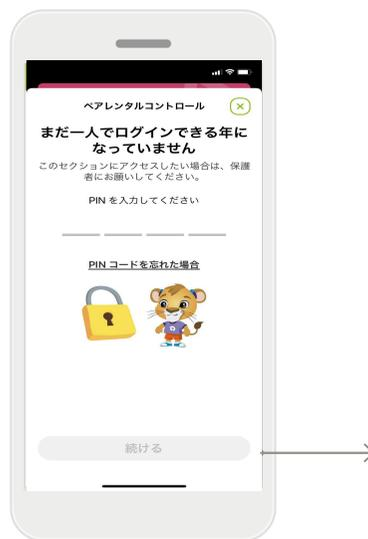 ペアレンタルコントロール
まだ一人でログインできる年に
なっていません
このセクションにアクセスしたい場合は、保護
者にお願いしてください。
PIN を入力してください
PIN コードを忘れた場合
続ける